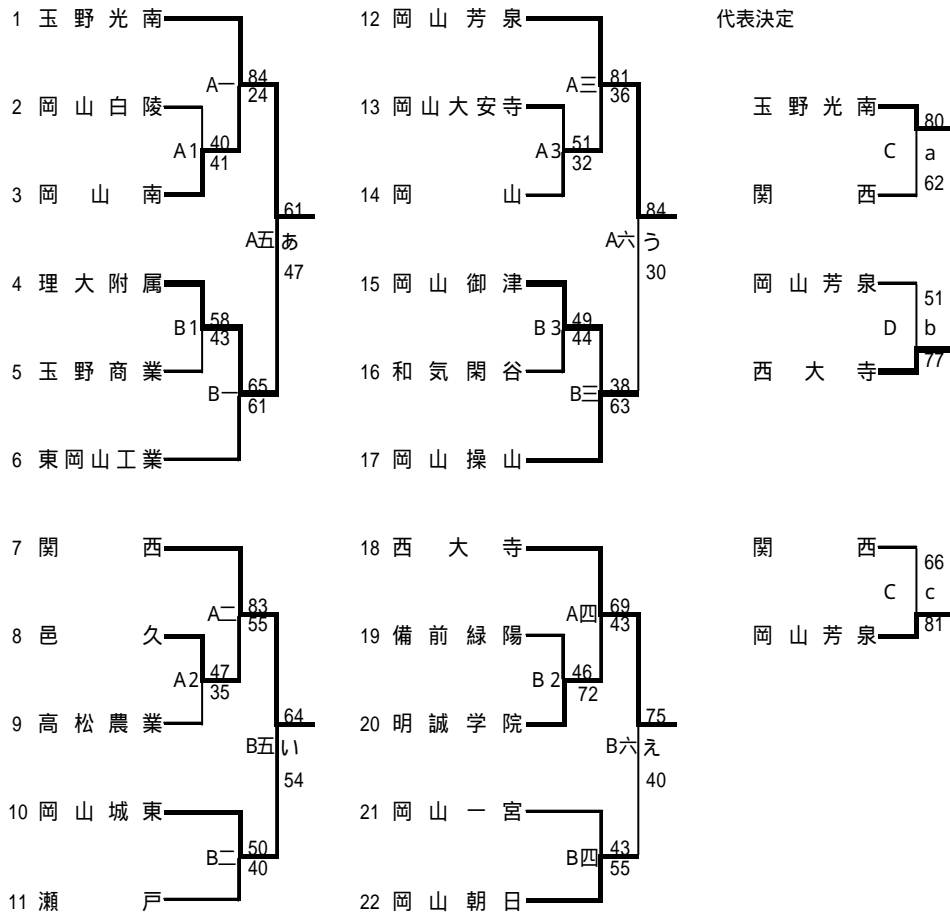 1 玉野光南
84
A一
24
2 岡山白陵
40
A1
41
3 岡山南
61
A五 あ
47
4 理大附属
58
B1
43
5 玉野商業
65
B一
61
6 東岡山工業
7 関西
83
A二
55
8 邑久
47
A2
35
9 高松農業
64
B五 い
54
10 岡山城東
50
B二
40
11 瀬戸
12 岡山芳泉
81
A三
36
13 岡山大安寺
51
A3
32
14 岡山
84
A六 う
30
15 岡山御津
49
B3
44
16 和気閑谷
38
B三
63
17 岡山操山
18 西大寺
69
A四
43
19 備前緑陽
46
B2
72
20 明誠学院
75
B六 え
40
21 岡山一宮
43
B四
55
22 岡山朝日
代表決定
玉野光南
80
C a
62
関西
岡山芳泉
51
D b
77
西大寺
関西
66
C c
81
岡山芳泉